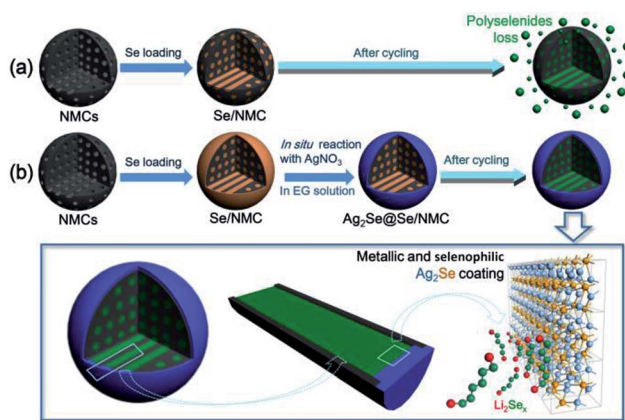 Polyselenides
loss
(a)
Se loading
After cycling
NMCs
Se/NMC
(b)
Se loading
In situ reaction
with AgNO₃
In EG solution
After cycling
NMCs
Se/NMC
Ag₂Se@Se/NMC
Metallic and selenophilic
Ag₂Se coating
Li₂Seₓ